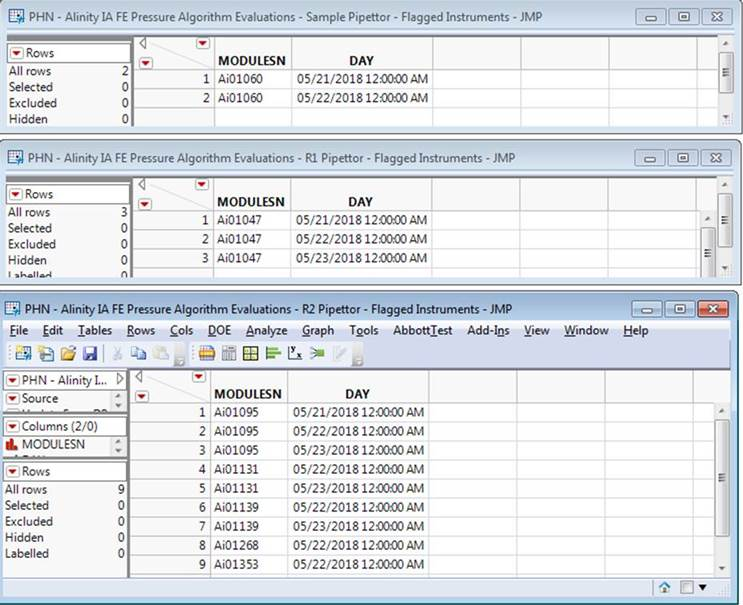 PHN - Alinity IA FE Pressure Algorithm Evaluations - Sample Pipettor - Flagged Instruments - JMP
Rows
All rows 2
Selected 0
Excluded 0
Hidden 0
MODULESN DAY
1 Ai01060 05/21/2018 12:00:00 AM
2 Ai01060 05/22/2018 12:00:00 AM
PHN - Alinity IA FE Pressure Algorithm Evaluations - R1 Pipettor - Flagged Instruments - JMP
Rows
All rows 3
Selected 0
Excluded 0
Hidden 0
Labelled 0
MODULESN DAY
1 Ai01047 05/21/2018 12:00:00 AM
2 Ai01047 05/22/2018 12:00:00 AM
3 Ai01047 05/23/2018 12:00:00 AM
PHN - Alinity IA FE Pressure Algorithm Evaluations - R2 Pipettor - Flagged Instruments - JMP
File Edit Tables Rows Cols DOE Analyze Graph Tools AbbottTest Add-Ins View Window Help
PHN - Alinity I...
Source
Columns (2/0)
MODULESN
Rows
All rows 9
Selected 0
Excluded 0
Hidden 0
Labelled 0
MODULESN DAY
1 Ai01095 05/21/2018 12:00:00 AM
2 Ai01095 05/22/2018 12:00:00 AM
3 Ai01095 05/23/2018 12:00:00 AM
4 Ai01131 05/22/2018 12:00:00 AM
5 Ai01131 05/23/2018 12:00:00 AM
6 Ai01139 05/22/2018 12:00:00 AM
7 Ai01139 05/23/2018 12:00:00 AM
8 Ai01268 05/22/2018 12:00:00 AM
9 Ai01353 05/22/2018 12:00:00 AM